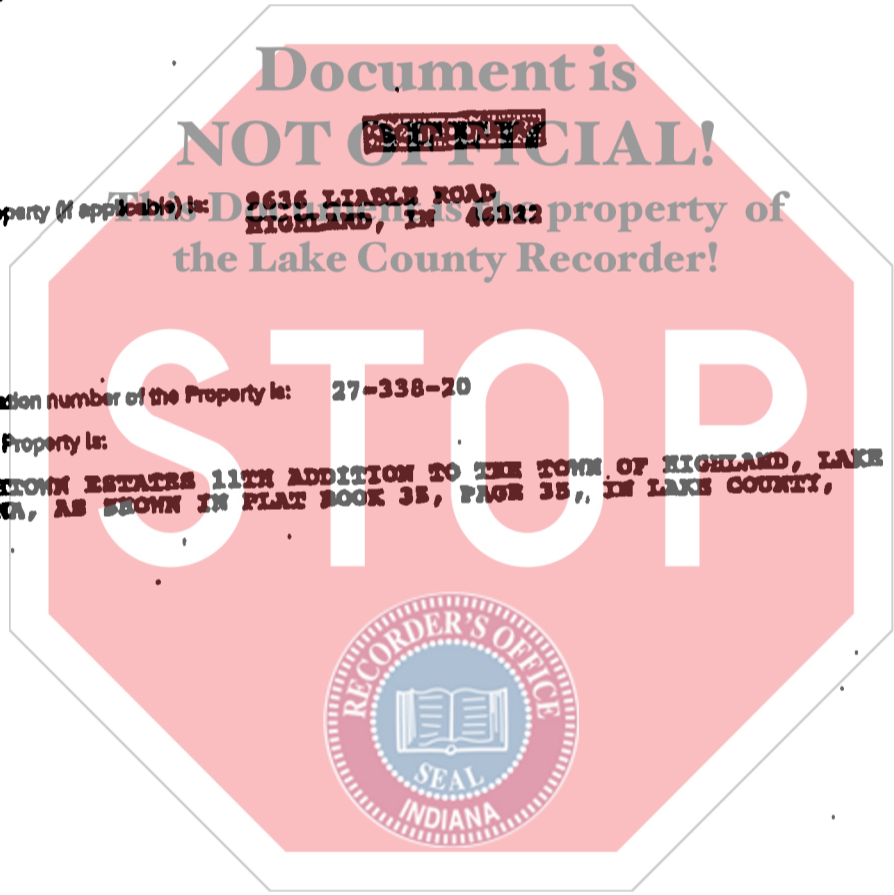 Document is
NOT OFFICIAL!
This Document is the property of
the Lake County Recorder!
perty (if applicable) is: 9636 LIABLE ROAD
HIGHLAND, IN 46322
STOP
tion number of the Property is: 27-338-20
Property is:
TOWN ESTATES 11TH ADDITION TO THE TOWN OF HIGHLAND, LAKE
NA, AS SHOWN IN PLAT BOOK 35, PAGE 35,, IN LAKE COUNTY,
RECORDER'S OFFICE
SEAL
INDIANA